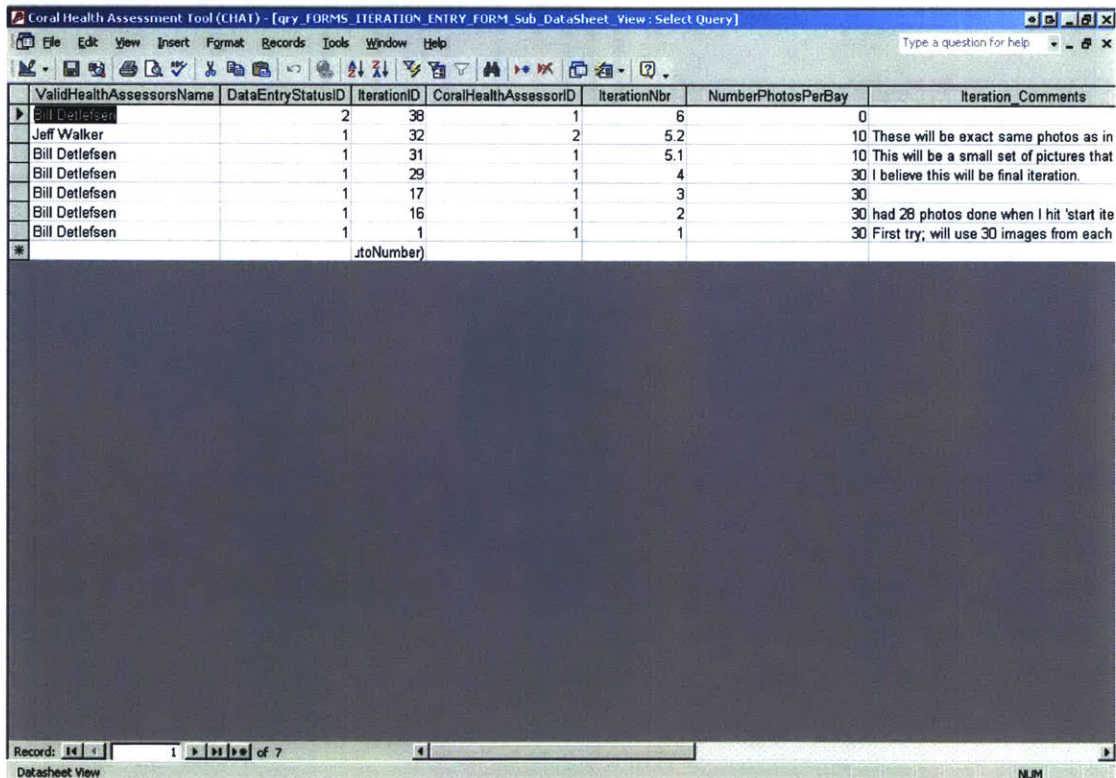 Coral Health Assessment Tool (CHAT) - [qry_FORMS_ITERATION_ENTRY_FORM_Sub_DataSheet_View : Select Query]
File Edit View Insert Format Records Tools Window Help Type a question for help
ValidHealthAssessorsName DataEntryStatusID IterationID CoralHealthAssessorID IterationNbr NumberPhotosPerBay Iteration_Comments
Bill Detlefsen 2 38 1 6 0
Jeff Walker 1 32 2 5.2 10 These will be exact same photos as in
Bill Detlefsen 1 31 1 5.1 10 This will be a small set of pictures that
Bill Detlefsen 1 29 1 4 30 I believe this will be final iteration.
Bill Detlefsen 1 17 1 3 30
Bill Detlefsen 1 16 1 2 30 had 28 photos done when I hit 'start ite
Bill Detlefsen 1 1 1 1 30 First try; will use 30 images from each
utoNumber)
Record: 1 of 7
Datasheet View NUM